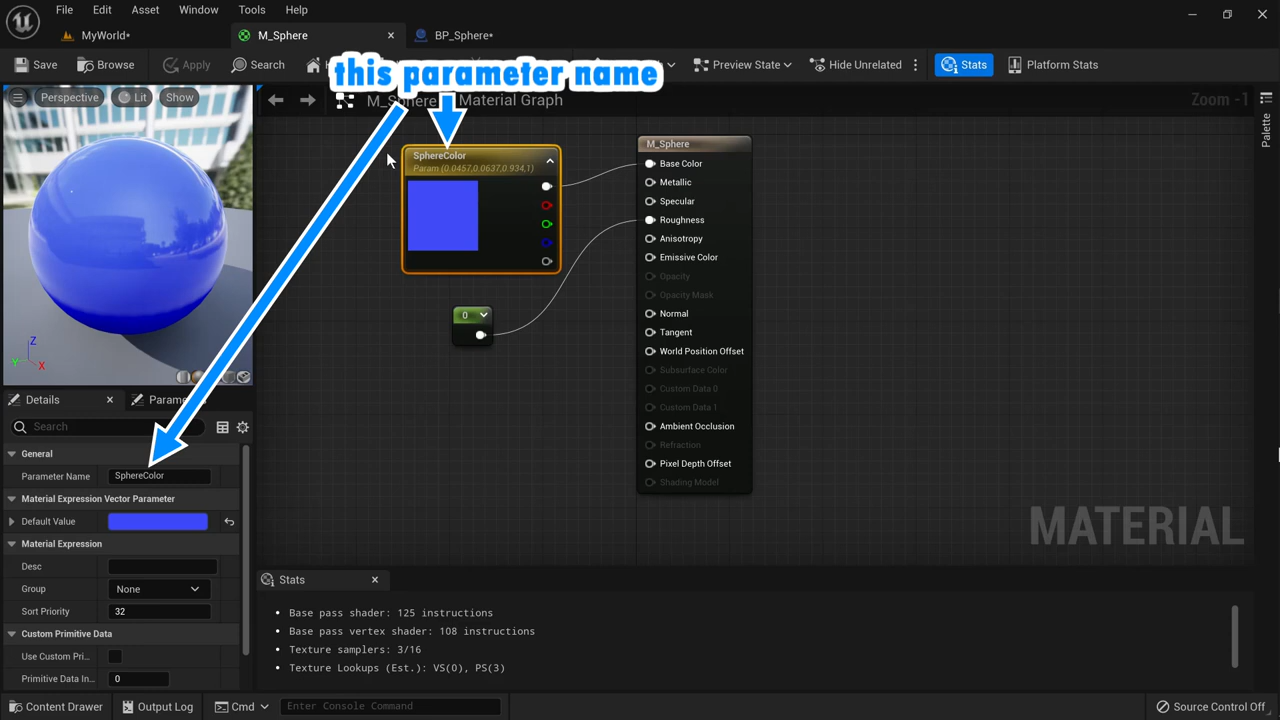 File Edit Asset Window Tools Help
MyWorld* M_Sphere BP_Sphere*
Save Browse Apply Search Preview State Hide Unrelated Stats Platform Stats
this parameter name
Perspective Lit Show
M_Sphere Material Graph Zoom -1
Palette
SphereColor
Param (0.0457,0.0637,0.934,1)
0
M_Sphere
Base Color
Metallic
Specular
Roughness
Anisotropy
Emissive Color
Opacity
Opacity Mask
Normal
Tangent
World Position Offset
Subsurface Color
Custom Data 0
Custom Data 1
Ambient Occlusion
Refraction
Pixel Depth Offset
Shading Model
MATERIAL
Z
Y
X
Details
Search
General
Parameter Name SphereColor
Material Expression Vector Parameter
Default Value
Material Expression
Desc
Group None
Sort Priority 32
Custom Primitive Data
Use Custom Pri...
Primitive Data In... 0
Stats
Base pass shader: 125 instructions
Base pass vertex shader: 108 instructions
Texture samplers: 3/16
Texture Lookups (Est.): VS(0), PS(3)
Content Drawer Output Log Cmd Enter Console Command Source Control Off